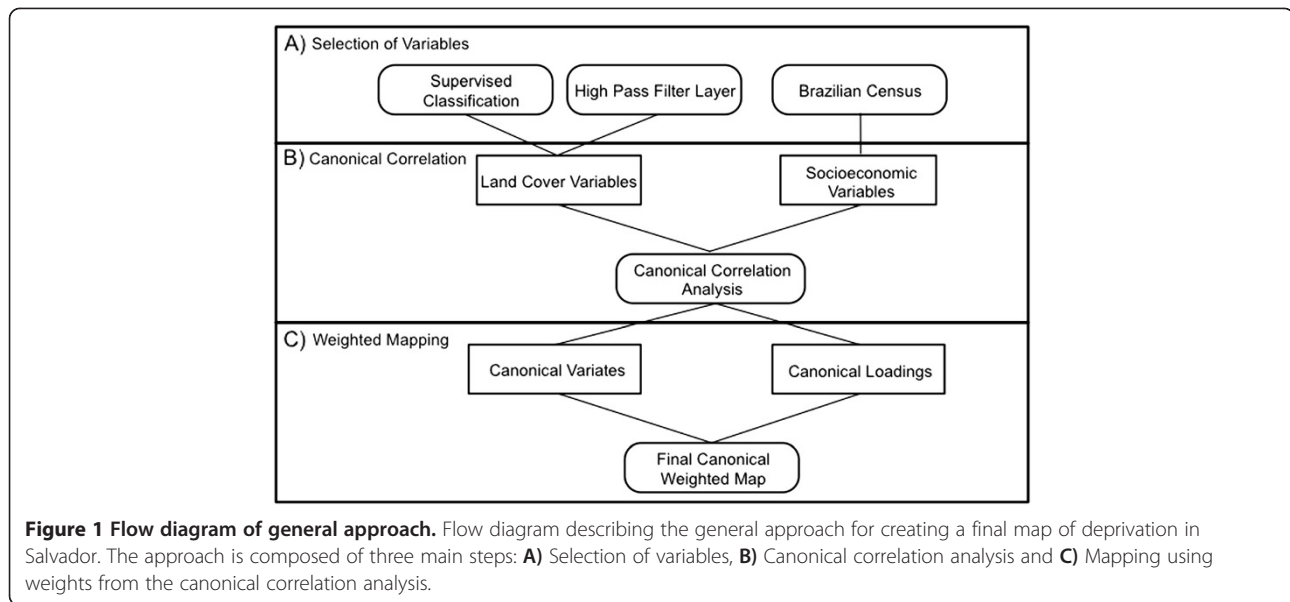 A) Selection of Variables
Supervised
Classification
High Pass Filter Layer
Brazilian Census
B) Canonical Correlation
Land Cover Variables
Socioeconomic
Variables
Canonical Correlation
Analysis
C) Weighted Mapping
Canonical Variates
Canonical Loadings
Final Canonical
Weighted Map
Figure 1 Flow diagram of general approach. Flow diagram describing the general approach for creating a final map of deprivation in
Salvador. The approach is composed of three main steps: A) Selection of variables, B) Canonical correlation analysis and C) Mapping using
weights from the canonical correlation analysis.